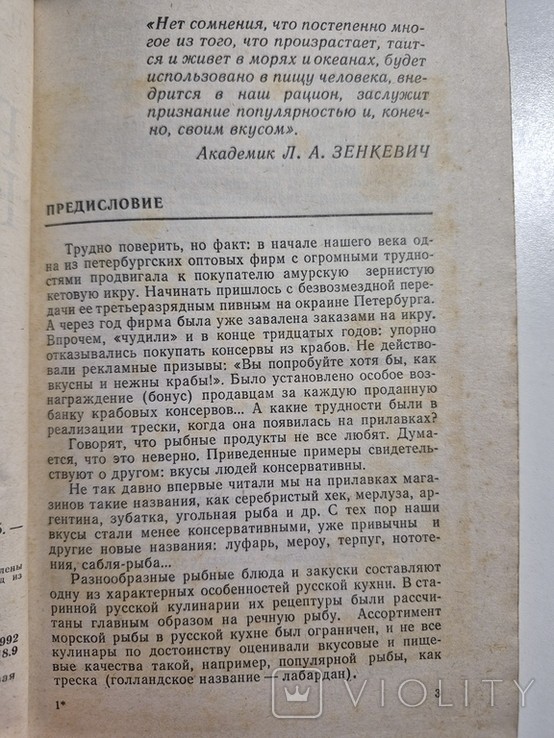 «Нет сомнения, что постепенно мно-
гое из того, что произрастает, таит-
ся и живет в морях и океанах, будет
использовано в пищу человека, вне-
дрится в наш рацион, заслужит
признание популярностью и, конеч-
но, своим вкусом».
Академик Л. А. ЗЕНКЕВИЧ
ПРЕДИСЛОВИЕ
Трудно поверить, но факт: в начале нашего века од-
на из петербургских оптовых фирм с огромными трудно-
стями продвигала к покупателю амурскую зернистую
кетовую икру. Начинать пришлось с безвозмездной пере-
дачи ее третьеразрядным пивным на окраине Петербурга.
А через год фирма была уже завалена заказами на икру.
Впрочем, «чудили» и в конце тридцатых годов: упорно
отказывались покупать консервы из крабов. Не действо-
вали рекламные призывы: «Вы попробуйте хотя бы, как
вкусны и нежны крабы!». Было установлено особое воз-
награждение (бонус) продавцам за каждую проданную
банку крабовых консервов... А какие трудности были в
реализации трески, когда она появилась на прилавках?
Говорят, что рыбные продукты не все любят. Дума-
ется, что это неверно. Приведенные примеры свидетель-
ствуют о другом: вкусы людей консервативны.
Не так давно впервые читали мы на прилавках мага-
зинов такие названия, как серебристый хек, мерлуза, ар-
гентина, зубатка, угольная рыба и др. С тех пор наши
вкусы стали менее консервативными, уже привычны и
другие новые названия: луфарь, мероу, терпуг, нототе-
ния, сабля-рыба...
Разнообразные рыбные блюда и закуски составляют
одну из характерных особенностей русской кухни. В ста-
ринной русской кулинарии их рецептуры были рассчи-
таны главным образом на речную рыбу. Ассортимент
морской рыбы в русской кухне был ограничен, и не все
кулинары по достоинству оценивали вкусовые и пище-
вые качества такой, например, популярной рыбы, как
треска (голландское название — лабардан).
1*
3
992
8.9
VIOLITY